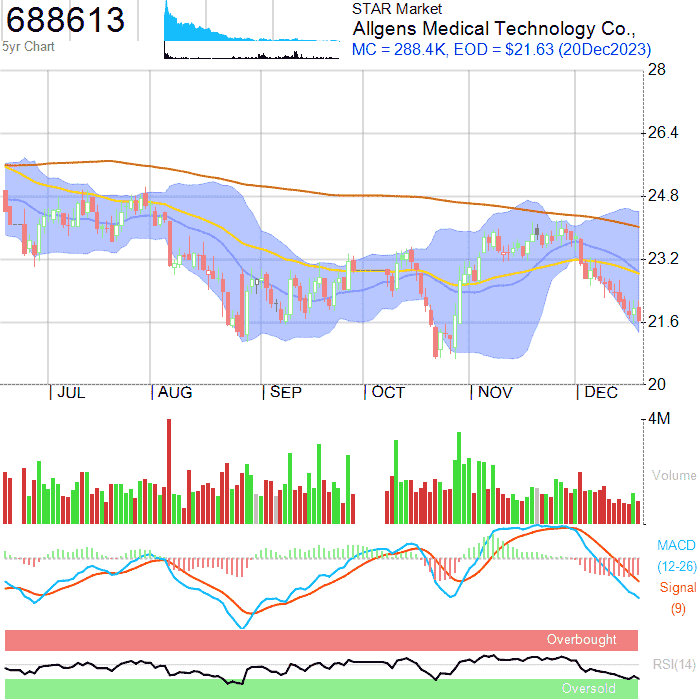 688613
5yr Chart
STAR Market
Allgens Medical Technology Co.,
MC = 288.4K, EOD = $21.63 (20Dec2023)
28
26.4
24.8
23.2
21.6
20
JUL AUG SEP OCT NOV DEC
4M
Volume
MACD
(12-26)
Signal
(9)
Overbought
RSI(14)
Oversold